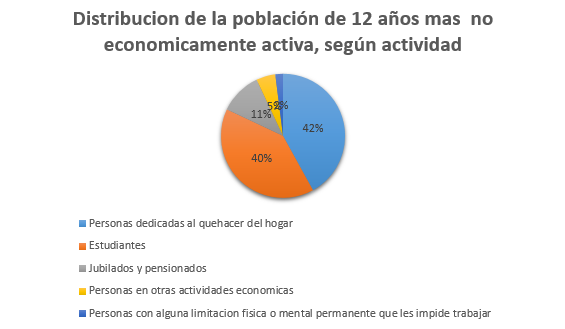 Distribucion de la población de 12 años mas no
economicamente activa, según actividad
42%
40%
11%
5%
2%
Personas dedicadas al quehacer del hogar
Estudiantes
Jubilados y pensionados
Personas en otras actividades economicas
Personas con alguna limitacion fisica o mental permanente que les impide trabajar